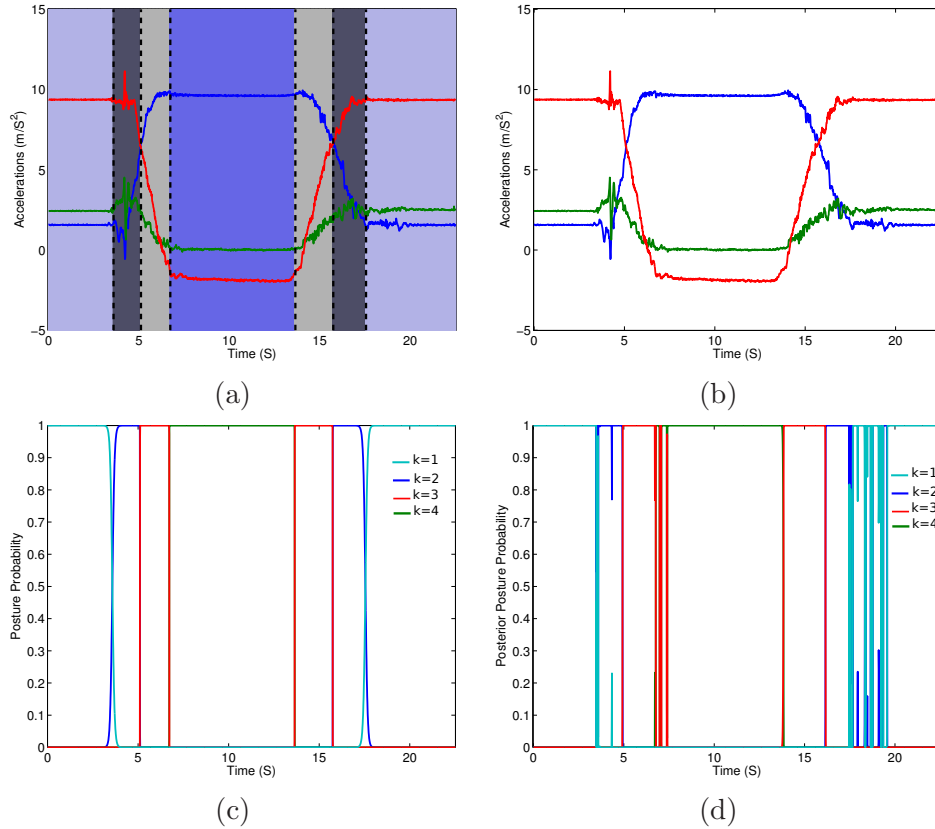 15
10
5
0
−5
Accelerations (m/S²)
0
5
10
15
20
Time (S)
(a)
15
10
5
0
−5
Accelerations (m/S²)
0
5
10
15
20
Time (S)
(b)
1
0.9
0.8
0.7
0.6
0.5
0.4
0.3
0.2
0.1
0
Posture Probability
k=1
k=2
k=3
k=4
0
5
10
15
20
Time (S)
(c)
1
0.9
0.8
0.7
0.6
0.5
0.4
0.3
0.2
0.1
0
Posterior Posture Probability
k=1
k=2
k=3
k=4
0
5
10
15
20
Time (S)
(d)